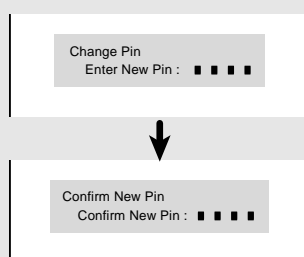 Change Pin
Enter New Pin : ∎ ∎ ∎ ∎
Confirm New Pin
Confirm New Pin : ∎ ∎ ∎ ∎